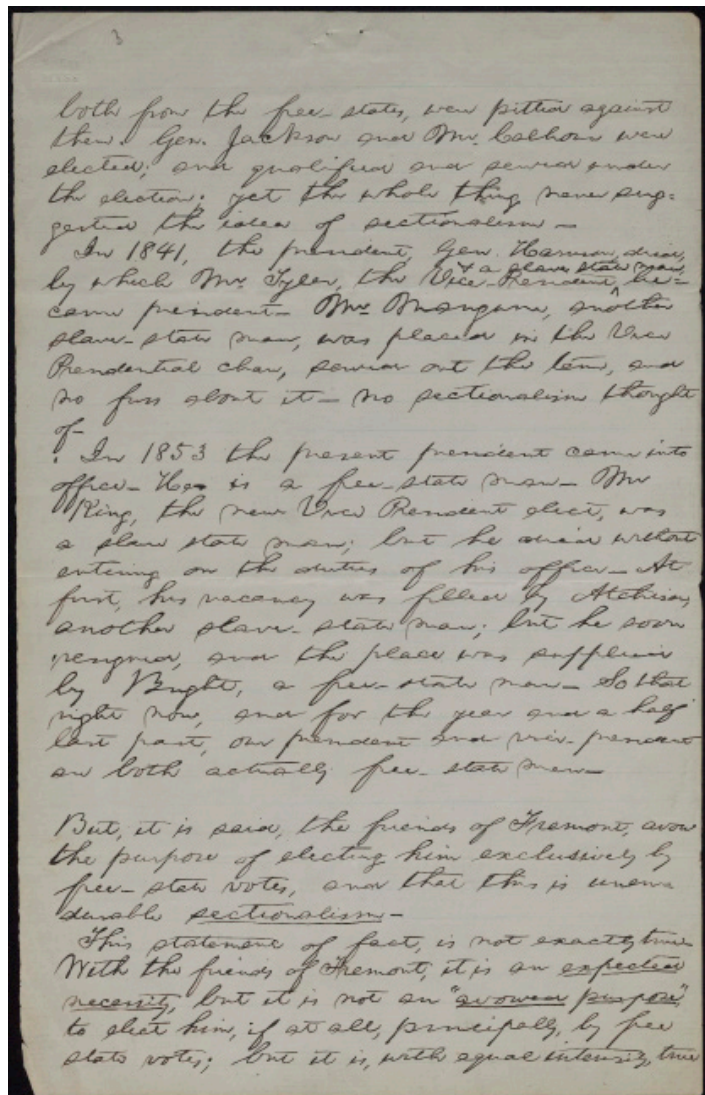 3
both from the free-states, were pitted against
them. Gen. Jackson and Mr. Calhoun were
elected; and qualified and served under
the election; yet the whole thing never sug-
gested the idea of sectionalism—
In 1841, the president, Gen. Harrison, died,
by which Mr. Tyler, the Vice-President, & a slave state man, be-
came president— Mr. Mangum, another
slave-state man, was placed in the Vice
Presidential chair, served out the term, and
no fuss about it— no sectionalism thought
of—
In 1853 the present president came into
office— He is a free-state man— Mr
King, the new Vice President elect, was
a slave state man; but he died without
entering on the duties of his office— At
first, his vacancy was filled by Atchison,
another slave-state man; but he soon
resigned, and the place was supplied
by Bright, a free-state man— So that
right now, and for the year and a half
last past, our president and vice-president
are both actually free-state men—
But, it is said, the friends of Fremont, avow
the purpose of electing him exclusively by
free-state votes, and that this is unen-
durable sectionalism—
This statement of fact, is not exactly true—
With the friends of Fremont, it is an expected
necessity, but it is not an "avowed purpose"
to elect him, if at all, principally, by free
state votes; but it is, with equal intensity, true